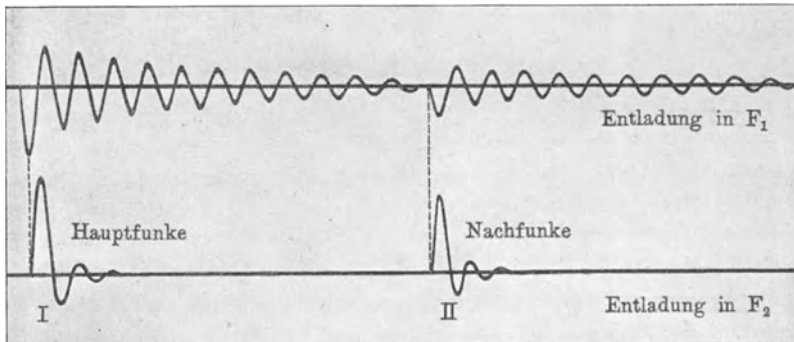 Entladung in F₁
Hauptfunke
Nachfunke
I
II
Entladung in F₂